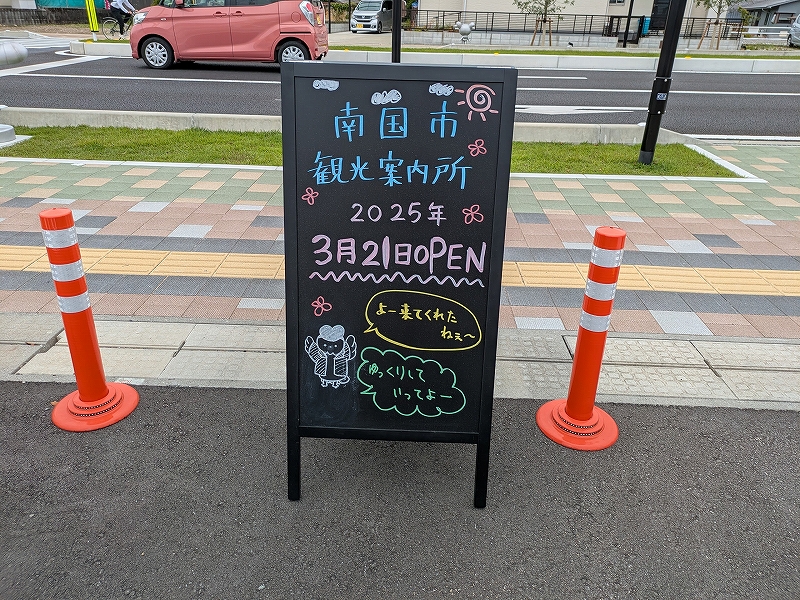 南国市
観光案内所
2025年
3月21日OPEN
よー来てくれた
ねぇ〜
ゆっくりして
いってよー